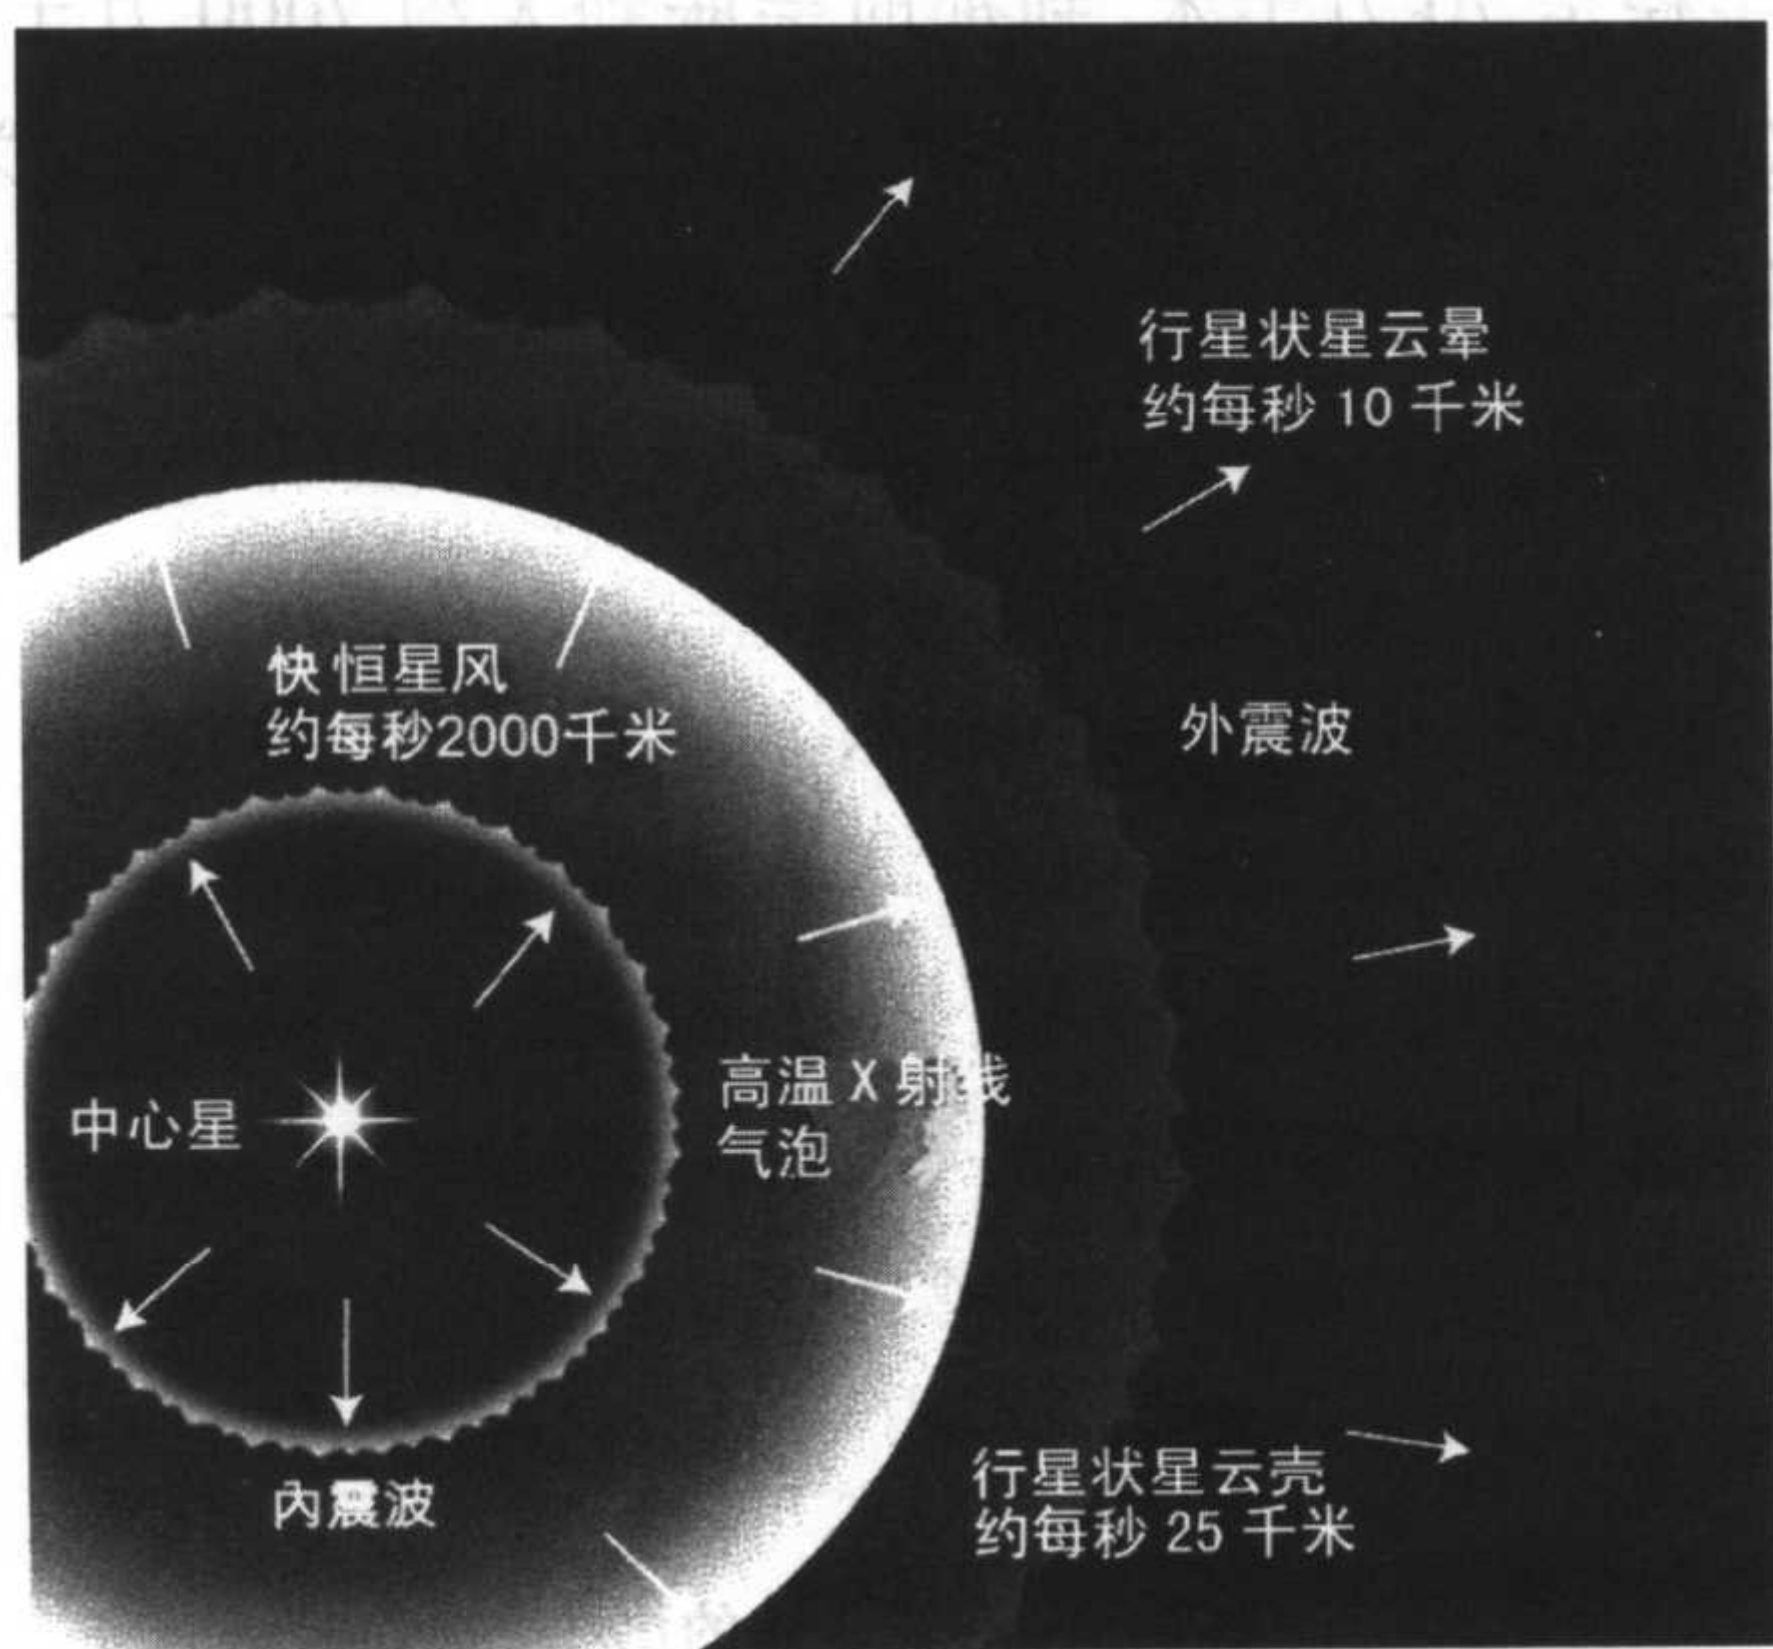 行星状星云晕
约每秒 10 千米
快恒星风
约每秒2000千米
外震波
高温 X 射线
气泡
中心星
行星状星云壳
约每秒 25 千米
內震波